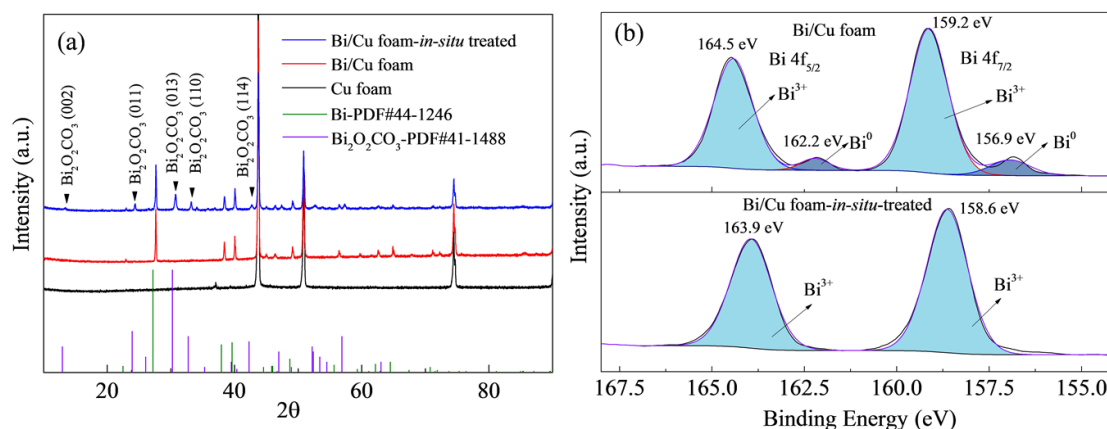 (a)
Bi/Cu foam-in-situ treated
Bi/Cu foam
Cu foam
Bi-PDF#44-1246
Bi₂O₂CO₃-PDF#41-1488
Bi₂O₂CO₃ (002)
Bi₂O₂CO₃ (011)
Bi₂O₂CO₃ (013)
Bi₂O₂CO₃ (110)
Bi₂O₂CO₃ (114)
Intensity (a.u.)
20 40 60 80
2θ
(b)
Bi/Cu foam
164.5 eV
159.2 eV
Bi 4f₅/₂
Bi 4f₇/₂
Bi³⁺
Bi³⁺
162.2 eV
Bi⁰
156.9 eV
Bi⁰
Bi/Cu foam-in-situ-treated
163.9 eV
158.6 eV
Bi³⁺
Bi³⁺
Intensity (a.u.)
167.5 165.0 162.5 160.0 157.5 155.0
Binding Energy (eV)